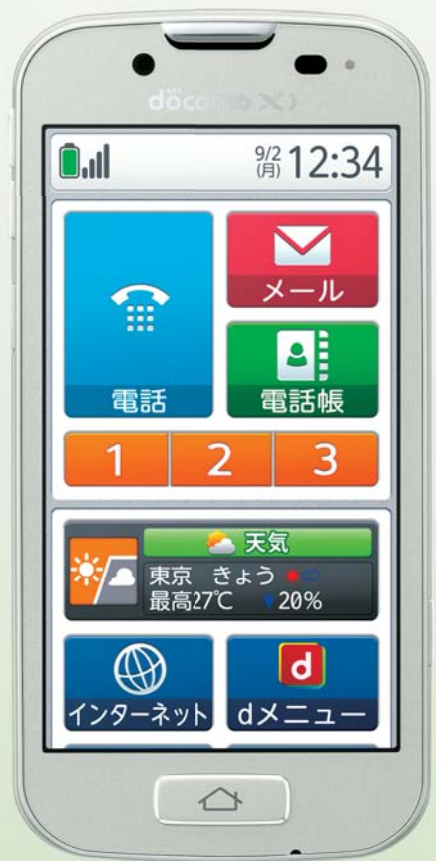 döcomo Xi
9/2
(月) 12:34
電話
メール
電話帳
1 2 3
天気
東京 きょう
最高27℃ 20%
インターネット
d
dメニュー